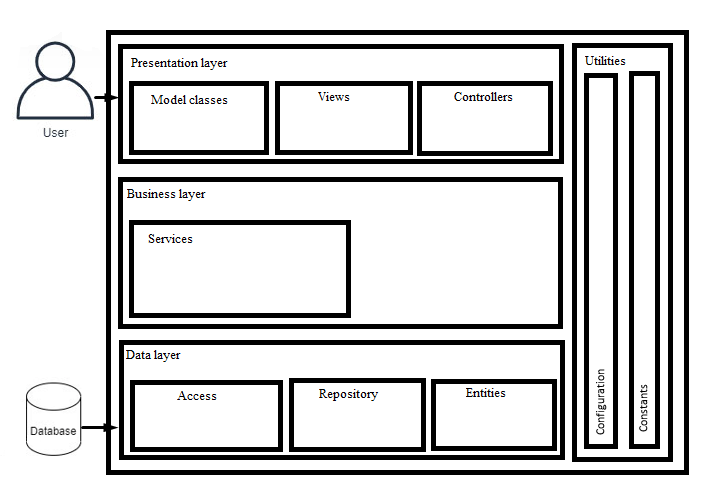 User
Presentation layer
Model classes
Views
Controllers
Business layer
Services
Data layer
Access
Repository
Entities
Database
Utilities
Configuration
Constants